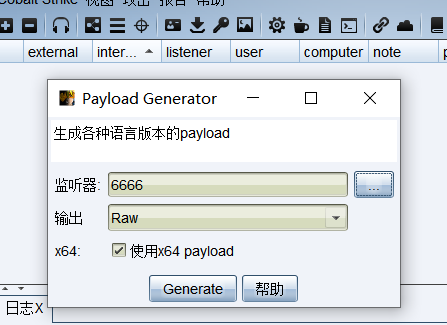 Cobalt Strike 视图 攻击 报告 帮助
external inter... listener user computer note
Payload Generator
生成各种语言版本的payload
监听器: 6666 ...
输出 Raw
x64: 使用x64 payload
Generate 帮助
日志X